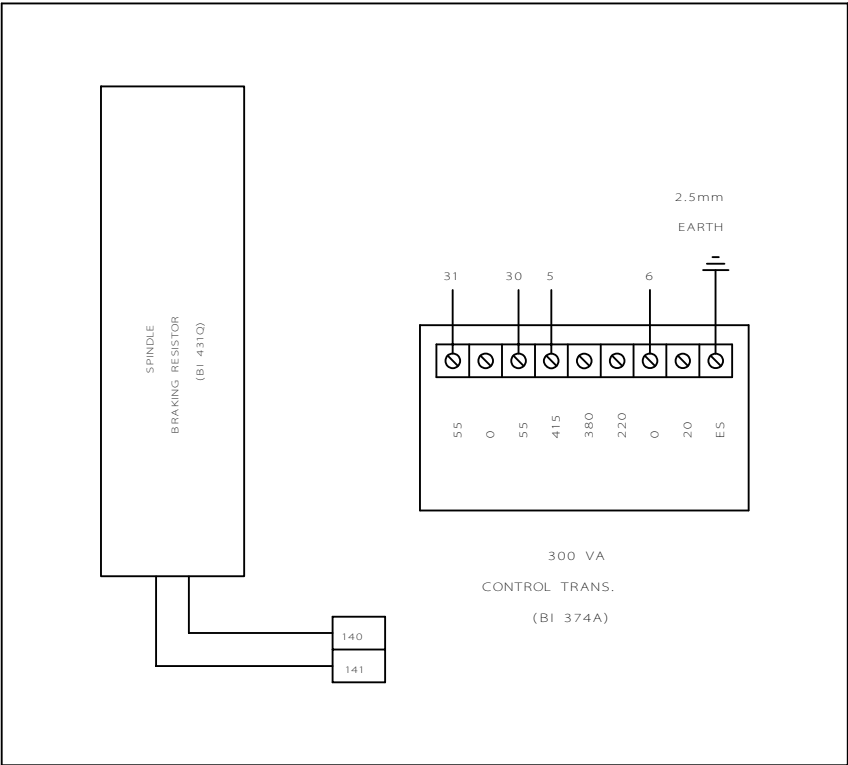 SPINDLE
BRAKING RESISTOR
(BI 431Q)
140
141
2.5mm
EARTH
31 30 5 6
55 0 55 415 380 220 0 20 ES
300 VA
CONTROL TRANS.
(BI 374A)